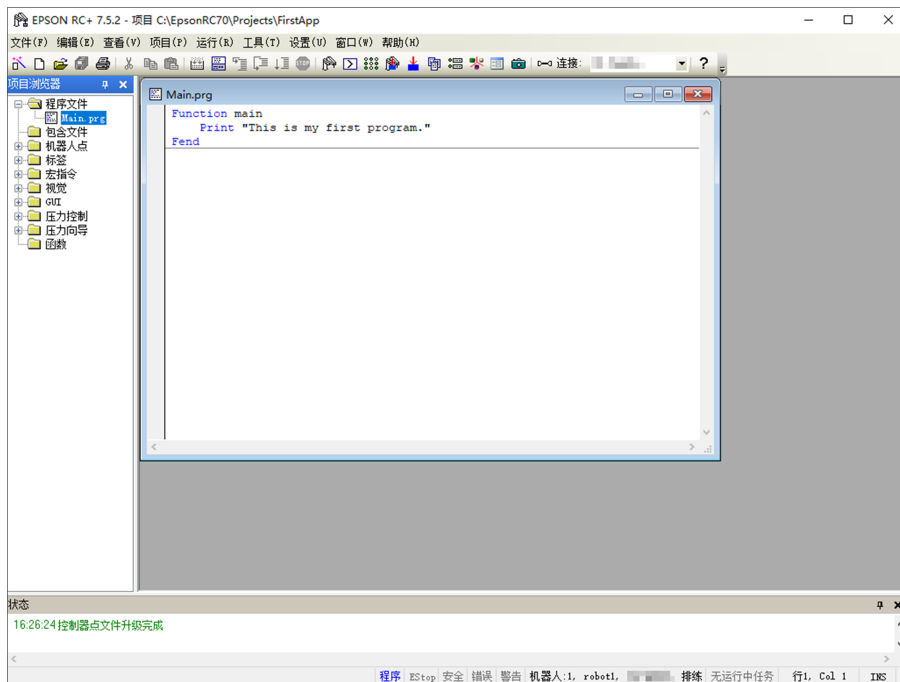 EPSON RC+ 7.5.2 - 项目 C:\EpsonRC70\Projects\FirstApp
文件(F) 编辑(E) 查看(V) 项目(P) 运行(R) 工具(T) 设置(U) 窗口(W) 帮助(H)
STOP 连接: ?
项目浏览器
程序文件
Main.prg
包含文件
机器人点
标签
宏指令
视觉
GUI
压力控制
压力向导
函数
Main.prg
Function main
Print "This is my first program."
Fend
状态
16:26:24 控制器点文件升级完成
程序 EStop 安全 错误 警告 机器人:1, robot1, 排练 无运行中任务 行1, Col 1 INS